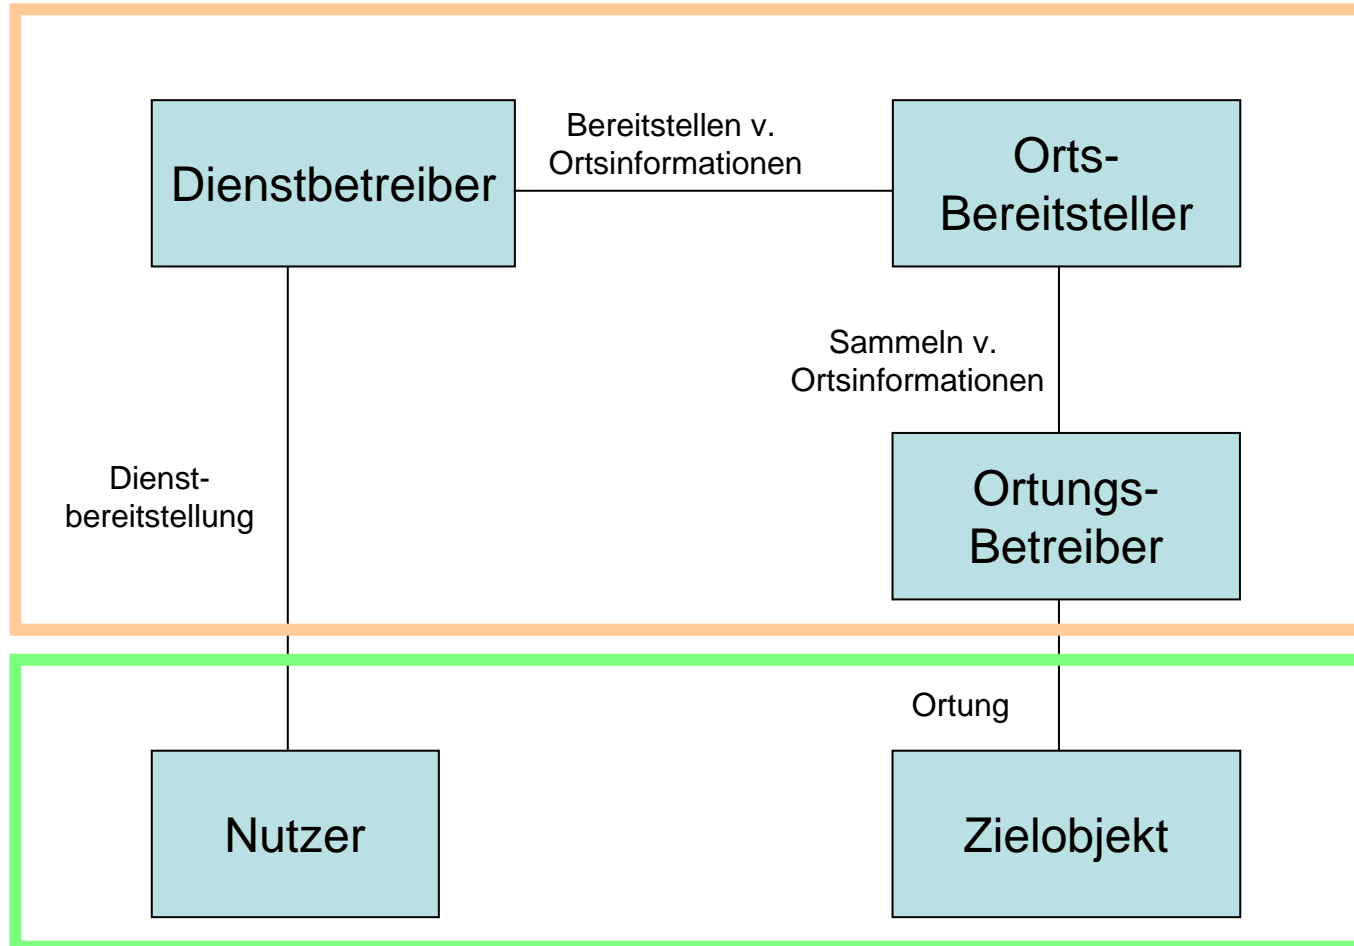 Dienstbetreiber
Bereitstellen v.
Ortsinformationen
Orts-
Bereitsteller
Sammeln v.
Ortsinformationen
Dienst-
bereitstellung
Ortungs-
Betreiber
Ortung
Nutzer
Zielobjekt